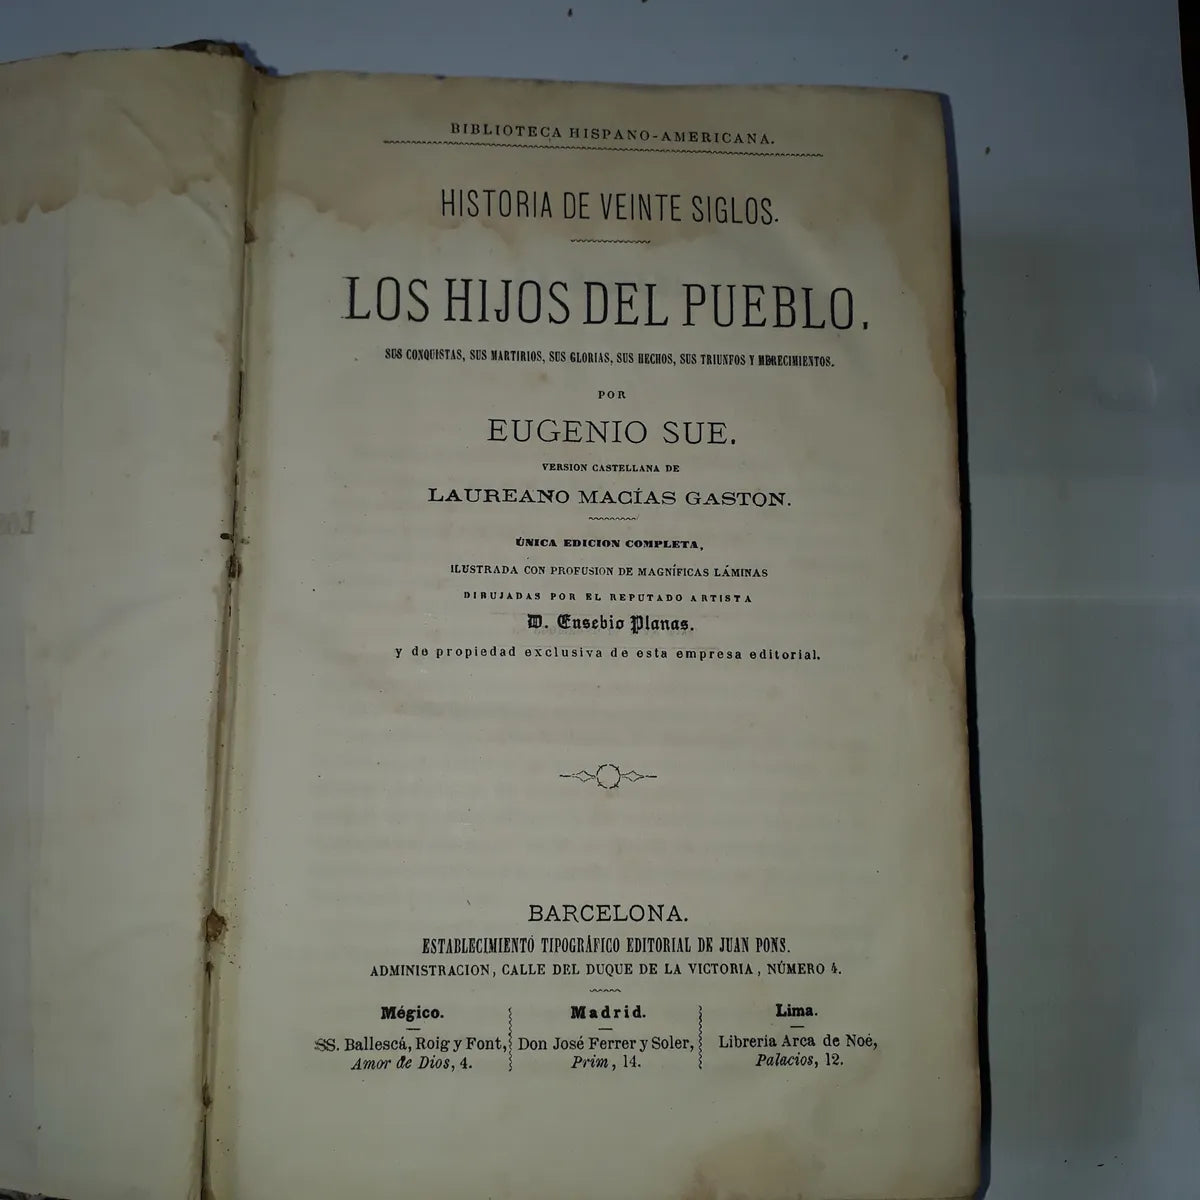 BIBLIOTECA HISPANO-AMERICANA.
HISTORIA DE VEINTE SIGLOS.
LOS HIJOS DEL PUEBLO.
SUS CONQUISTAS, SUS MARTIRIOS, SUS GLORIAS, SUS HECHOS, SUS TRIUNFOS Y MERECIMIENTOS.
POR
EUGENIO SUE.
VERSION CASTELLANA DE
LAUREANO MACÍAS GASTON.
ÚNICA EDICION COMPLETA,
ILUSTRADA CON PROFUSION DE MAGNÍFICAS LÁMINAS
DIBUJADAS POR EL REPUTADO ARTISTA
D. Eusebio Planas.
y de propiedad exclusiva de esta empresa editorial.
BARCELONA.
ESTABLECIMIENTO TIPOGRÁFICO EDITORIAL DE JUAN PONS.
ADMINISTRACION, CALLE DEL DUQUE DE LA VICTORIA, NÚMERO 4.
Mégico.
SS. Ballescá, Roig y Font,
Amor de Dios, 4.
Madrid.
Don José Ferrer y Soler,
Prim, 14.
Lima.
Librería Arca de Noé,
Palacios, 12.